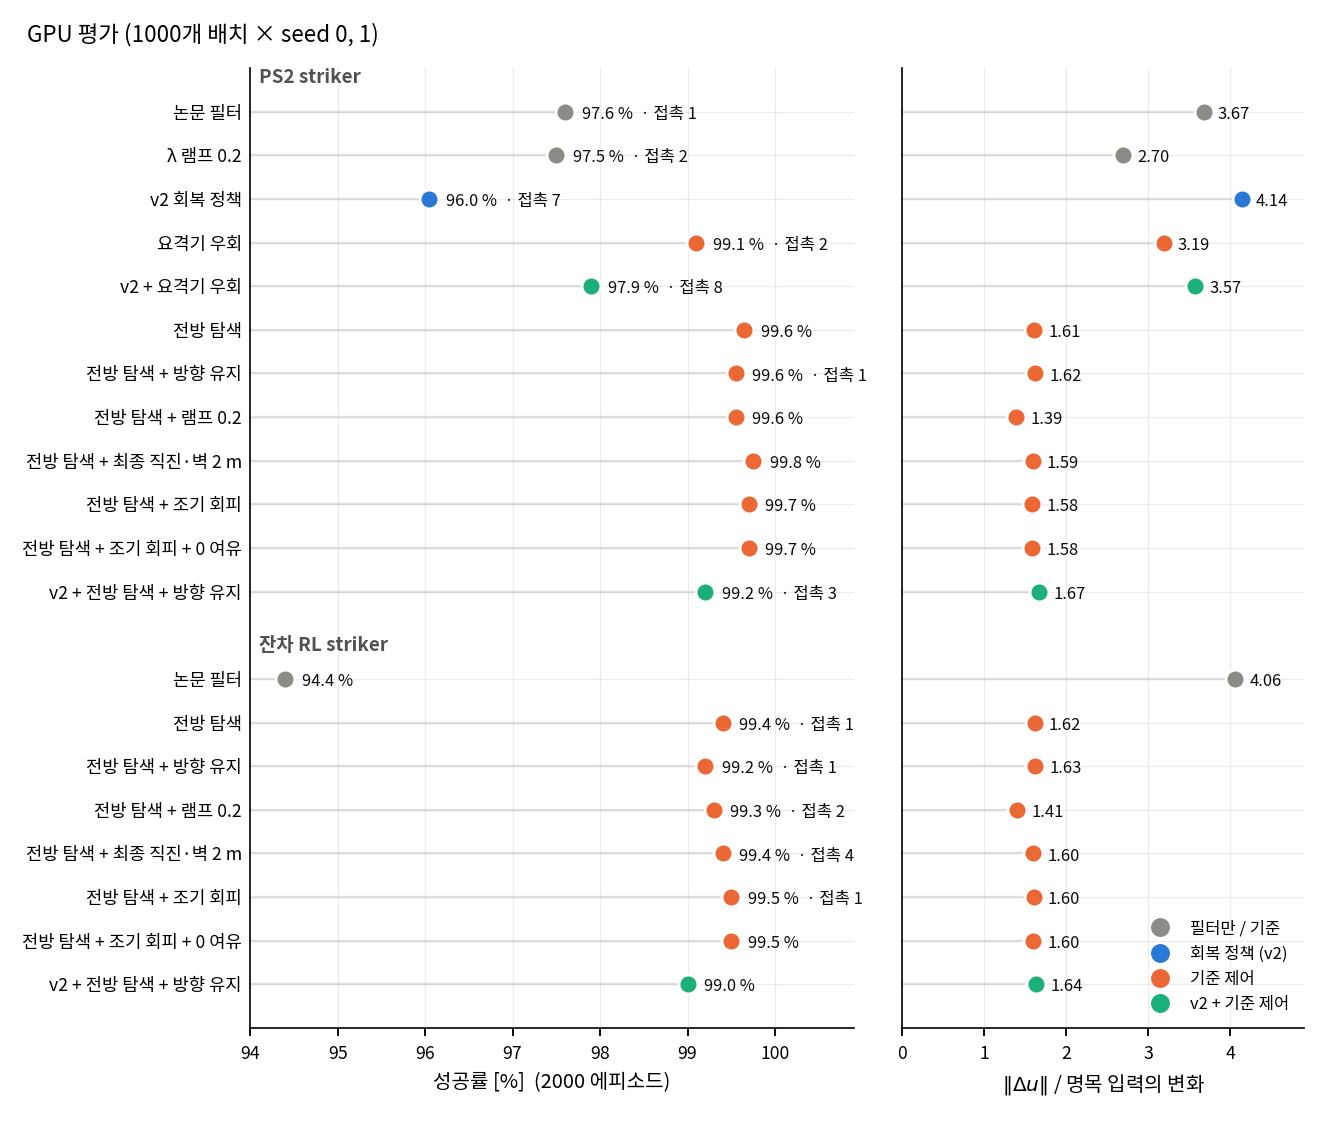 GPU 평가 (1000개 배치 × seed 0, 1)
PS2 striker
논문 필터 97.6 % · 접촉 1 3.67
λ 램프 0.2 97.5 % · 접촉 2 2.70
v2 회복 정책 96.0 % · 접촉 7 4.14
요격기 우회 99.1 % · 접촉 2 3.19
v2 + 요격기 우회 97.9 % · 접촉 8 3.57
전방 탐색 99.6 % 1.61
전방 탐색 + 방향 유지 99.6 % · 접촉 1 1.62
전방 탐색 + 램프 0.2 99.6 % 1.39
전방 탐색 + 최종 직진·벽 2 m 99.8 % 1.59
전방 탐색 + 조기 회피 99.7 % 1.58
전방 탐색 + 조기 회피 + 0 여유 99.7 % 1.58
v2 + 전방 탐색 + 방향 유지 99.2 % · 접촉 3 1.67
잔차 RL striker
논문 필터 94.4 % 4.06
전방 탐색 99.4 % · 접촉 1 1.62
전방 탐색 + 방향 유지 99.2 % · 접촉 1 1.63
전방 탐색 + 램프 0.2 99.3 % · 접촉 2 1.41
전방 탐색 + 최종 직진·벽 2 m 99.4 % · 접촉 4 1.60
전방 탐색 + 조기 회피 99.5 % · 접촉 1 1.60
전방 탐색 + 조기 회피 + 0 여유 99.5 % 1.60
v2 + 전방 탐색 + 방향 유지 99.0 % 1.64
필터만 / 기준
회복 정책 (v2)
기준 제어
v2 + 기준 제어
94 95 96 97 98 99 100
0 1 2 3 4
성공률 [%] (2000 에피소드)
‖Δu‖ / 명목 입력의 변화